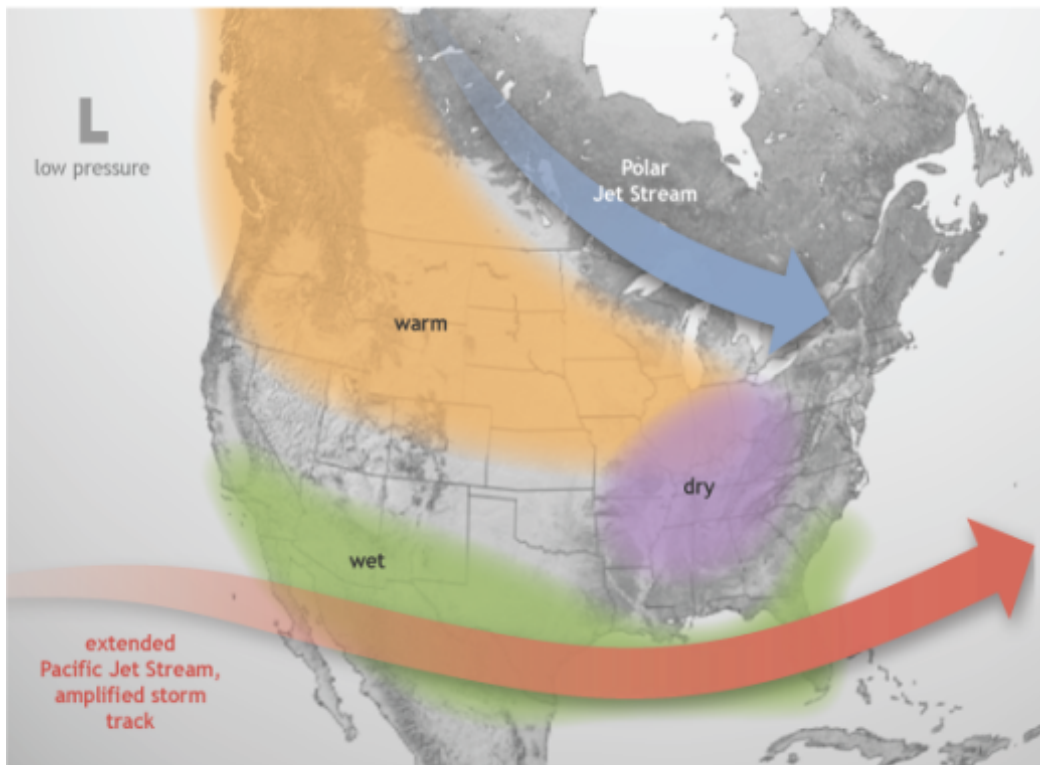 L
low pressure
Polar
Jet Stream
warm
dry
wet
extended
Pacific Jet Stream,
amplified storm
track